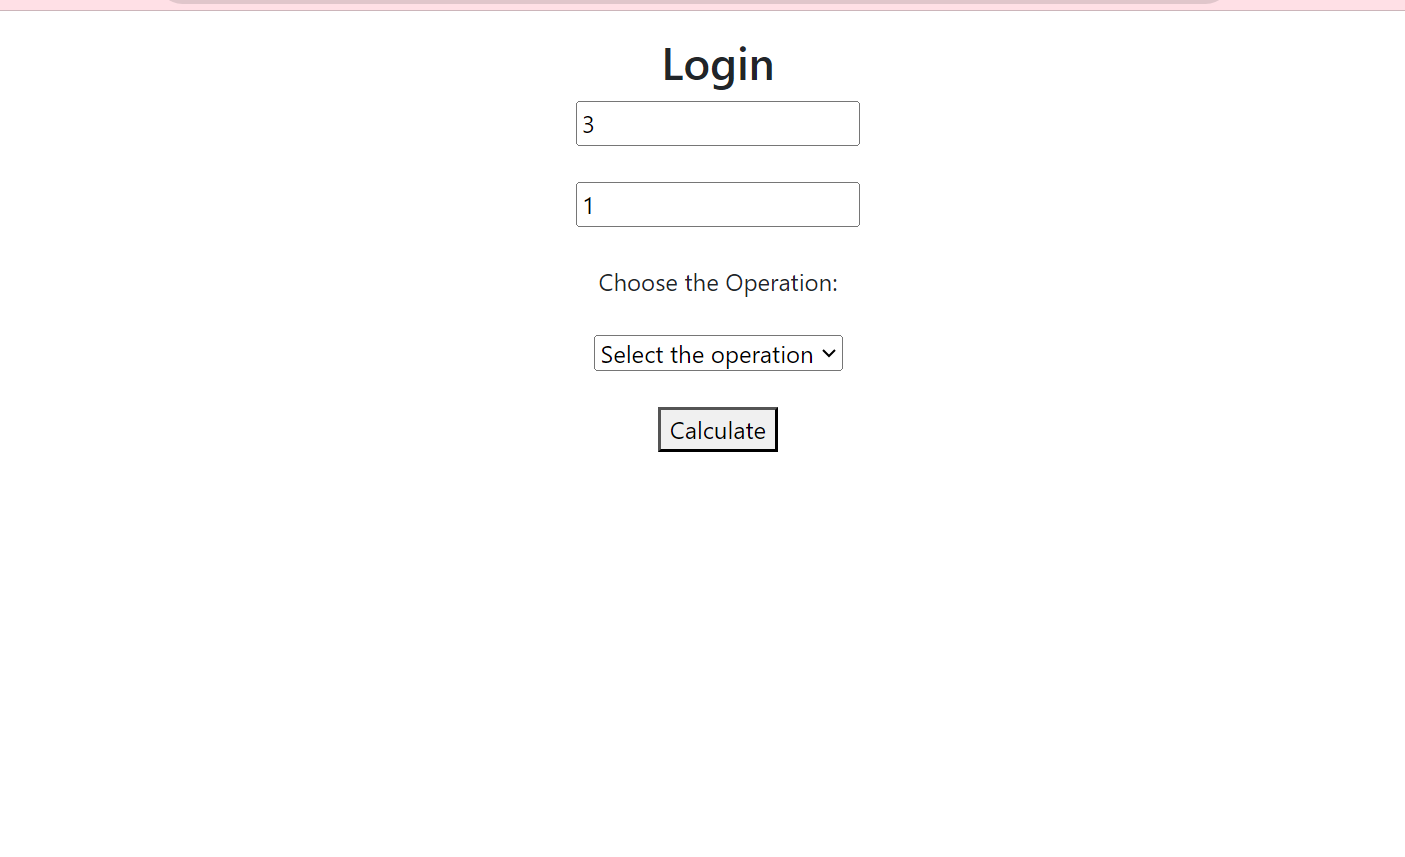 Login
3
1
Choose the Operation:
Select the operation
Calculate